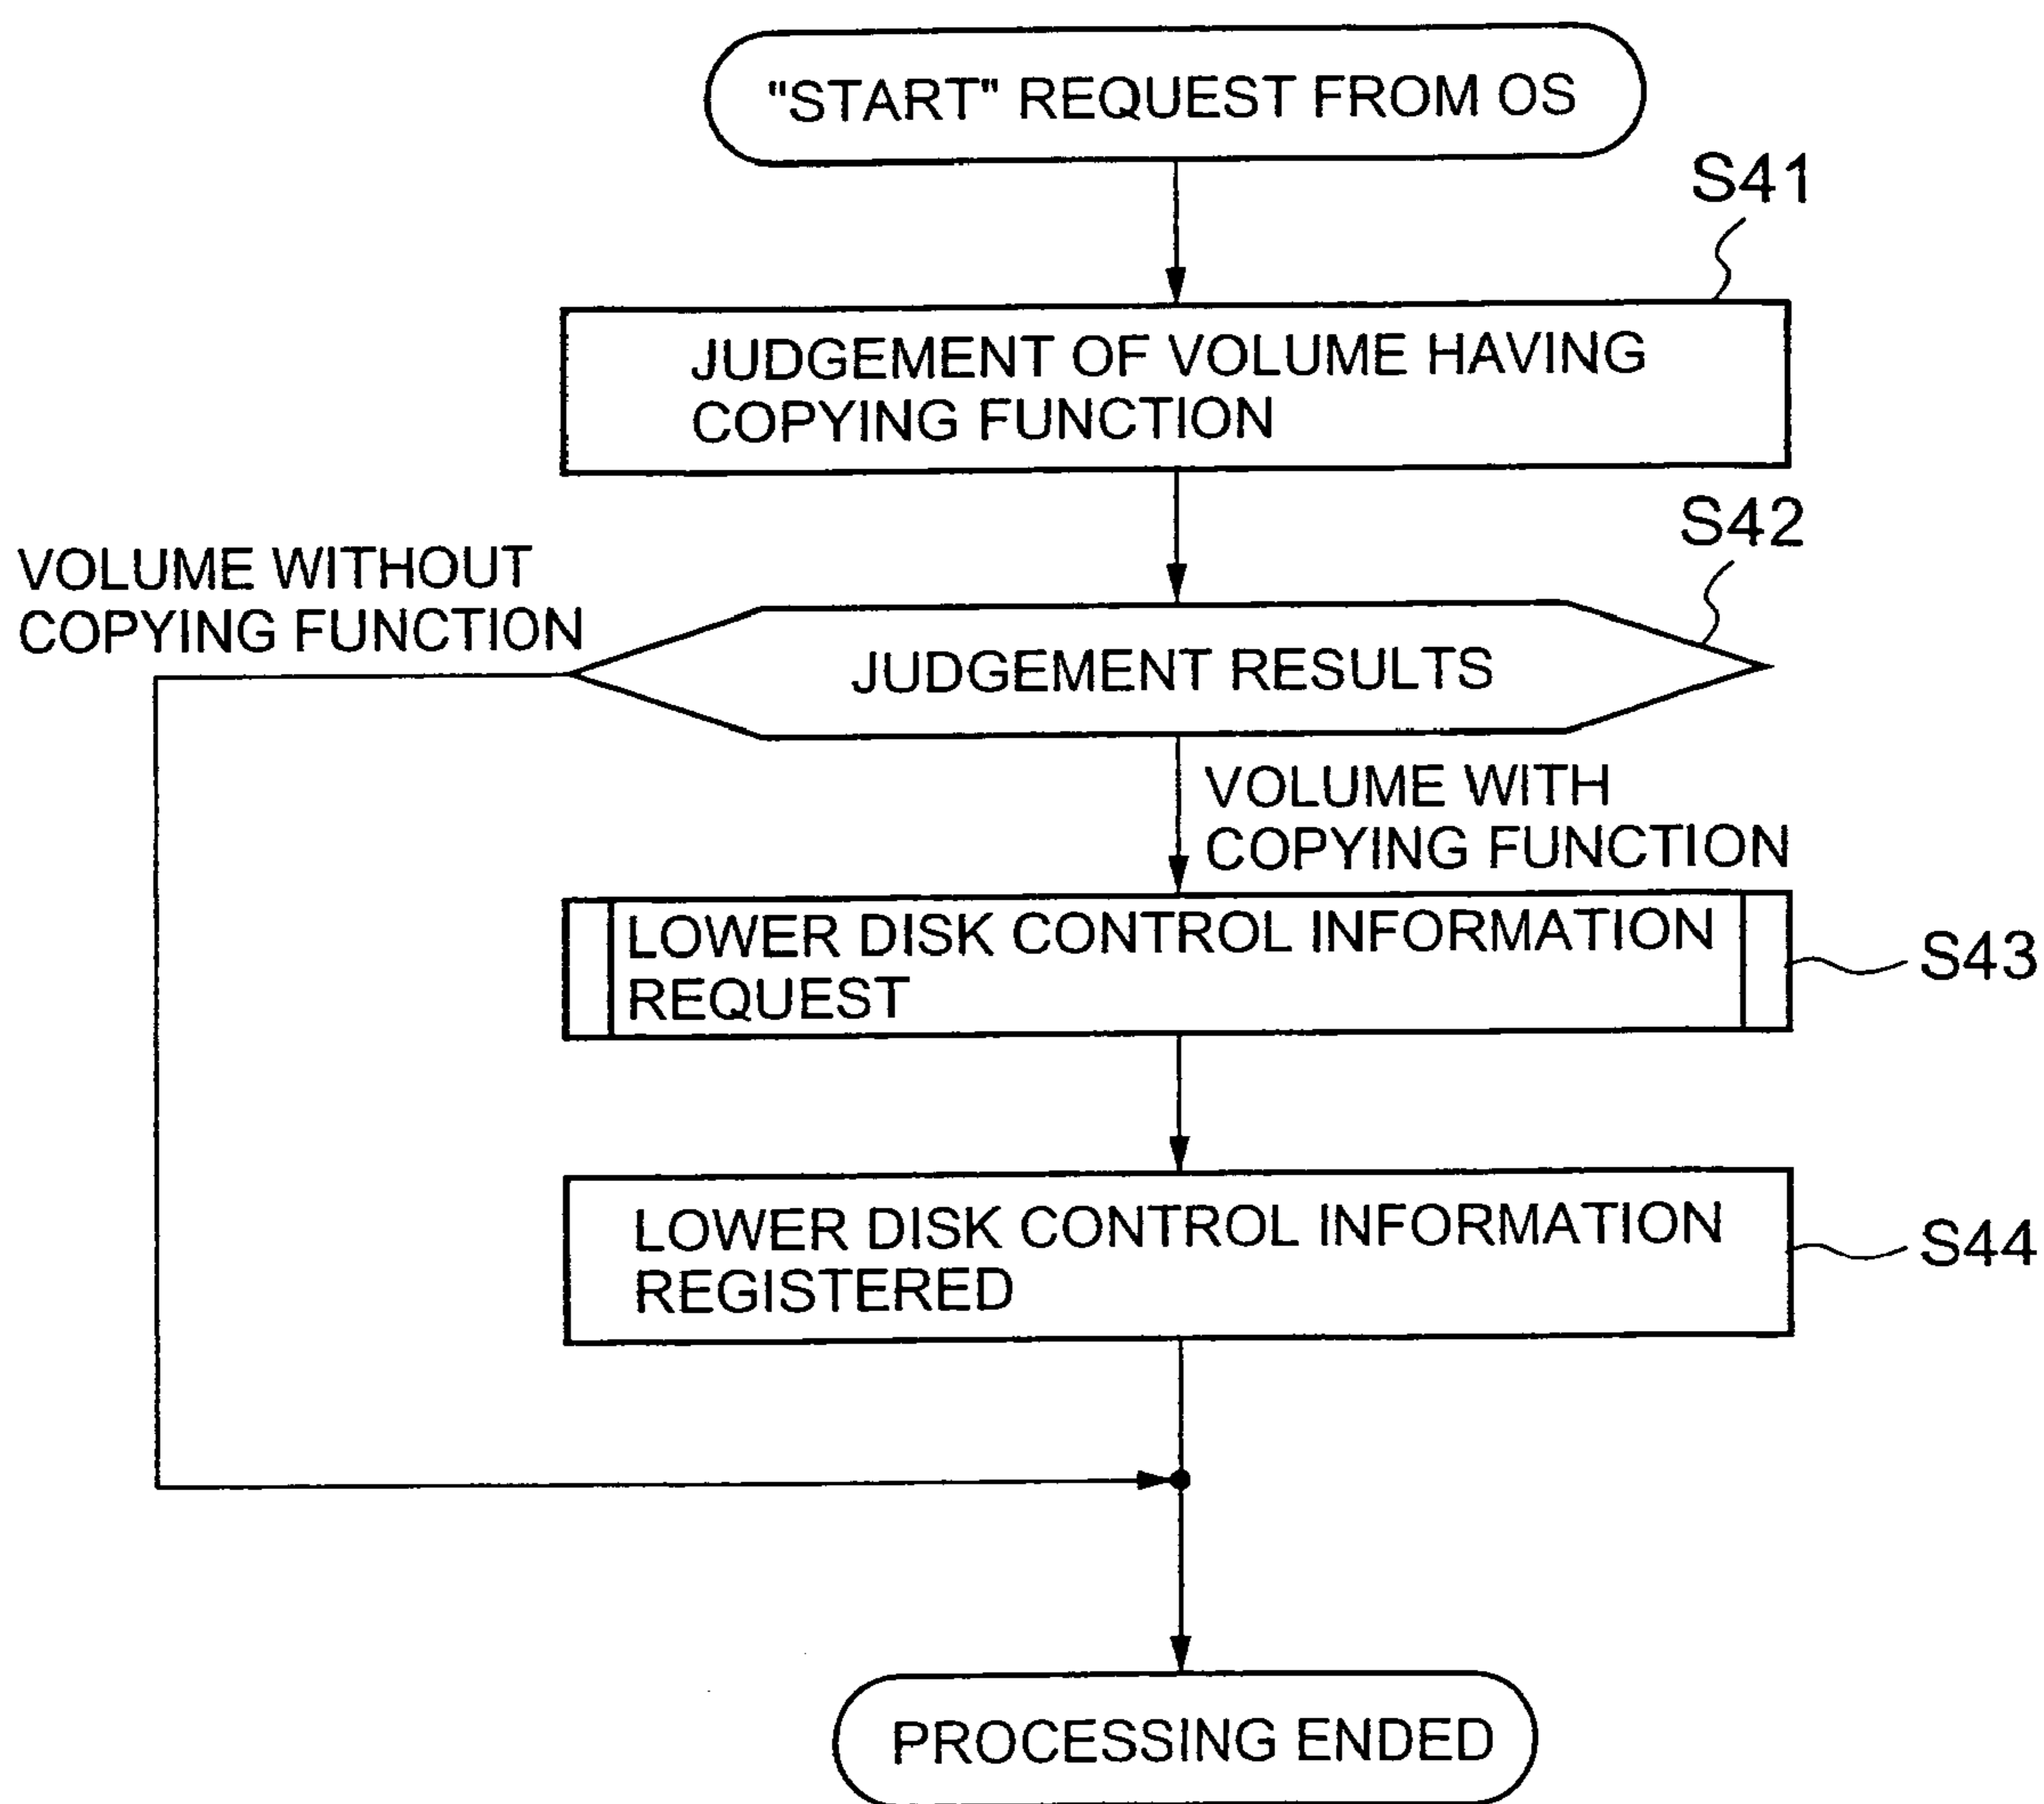 "START" REQUEST FROM OS
S41
JUDGEMENT OF VOLUME HAVING
COPYING FUNCTION
S42
VOLUME WITHOUT
COPYING FUNCTION
JUDGEMENT RESULTS
VOLUME WITH
COPYING FUNCTION
LOWER DISK CONTROL INFORMATION
REQUEST
S43
LOWER DISK CONTROL INFORMATION
REGISTERED
S44
PROCESSING ENDED